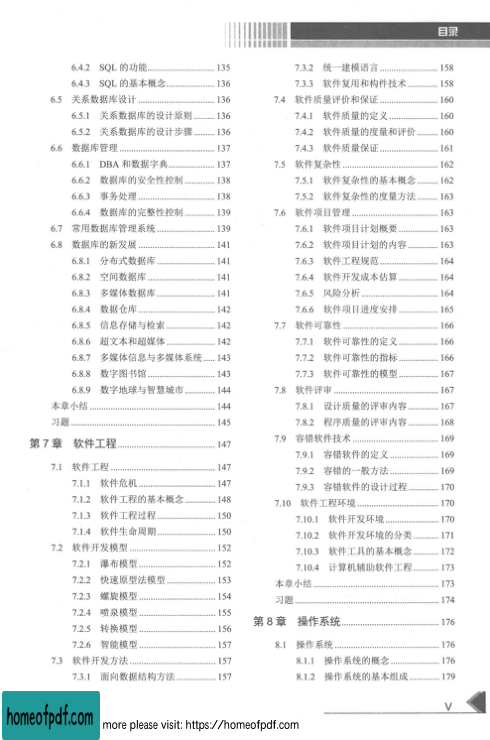 目录
6.4.2 SQL 的功能 135
6.4.3 SQL 的基本概念 136
6.5 关系数据库设计 136
6.5.1 关系数据库的设计原则 136
6.5.2 关系数据库的设计步骤 136
6.6 数据库管理 137
6.6.1 DBA 和数据字典 137
6.6.2 数据库的安全性控制 138
6.6.3 事务处理 138
6.6.4 数据库的完整性控制 139
6.7 常用数据库管理系统 139
6.8 数据库的新发展 141
6.8.1 分布式数据库 141
6.8.2 空间数据库 141
6.8.3 多媒体数据库 141
6.8.4 数据仓库 142
6.8.5 信息存储与检索 142
6.8.6 超文本和超媒体 142
6.8.7 多媒体信息与多媒体系统 143
6.8.8 数字图书馆 143
6.8.9 数字地球与智慧城市 144
本章小结 144
习题 145
第 7 章 软件工程 147
7.1 软件工程 147
7.1.1 软件危机 147
7.1.2 软件工程的基本概念 148
7.1.3 软件工程过程 150
7.1.4 软件生命周期 150
7.2 软件开发模型 152
7.2.1 瀑布模型 152
7.2.2 快速原型法模型 153
7.2.3 螺旋模型 154
7.2.4 喷泉模型 155
7.2.5 转换模型 156
7.2.6 智能模型 157
7.3 软件开发方法 157
7.3.1 面向数据结构方法 157
7.3.2 统一建模语言 158
7.3.3 软件复用和构件技术 158
7.4 软件质量评价和保证 160
7.4.1 软件质量的定义 160
7.4.2 软件质量的度量和评价 160
7.4.3 软件质量保证 161
7.5 软件复杂性 162
7.5.1 软件复杂性的基本概念 162
7.5.2 软件复杂性的度量方法 163
7.6 软件项目管理 163
7.6.1 软件项目计划概要 163
7.6.2 软件项目计划的内容 163
7.6.3 软件工程规范 164
7.6.4 软件开发成本估算 164
7.6.5 风险分析 164
7.6.6 软件项目进度安排 165
7.7 软件可靠性 166
7.7.1 软件可靠性的定义 166
7.7.2 软件可靠性的指标 166
7.7.3 软件可靠性的模型 167
7.8 软件评审 167
7.8.1 设计质量的评审内容 167
7.8.2 程序质量的评审内容 168
7.9 容错软件技术 169
7.9.1 容错软件的定义 169
7.9.2 容错的一般方法 169
7.9.3 容错软件的设计过程 170
7.10 软件工程环境 170
7.10.1 软件开发环境 170
7.10.2 软件开发环境的分类 171
7.10.3 软件工具的基本概念 172
7.10.4 计算机辅助软件工程 173
本章小结 173
习题 174
第 8 章 操作系统 176
8.1 操作系统 176
8.1.1 操作系统的概念 176
8.1.2 操作系统的基本组成 179
V
homeofpdf.com
more please visit: https://homeofpdf.com